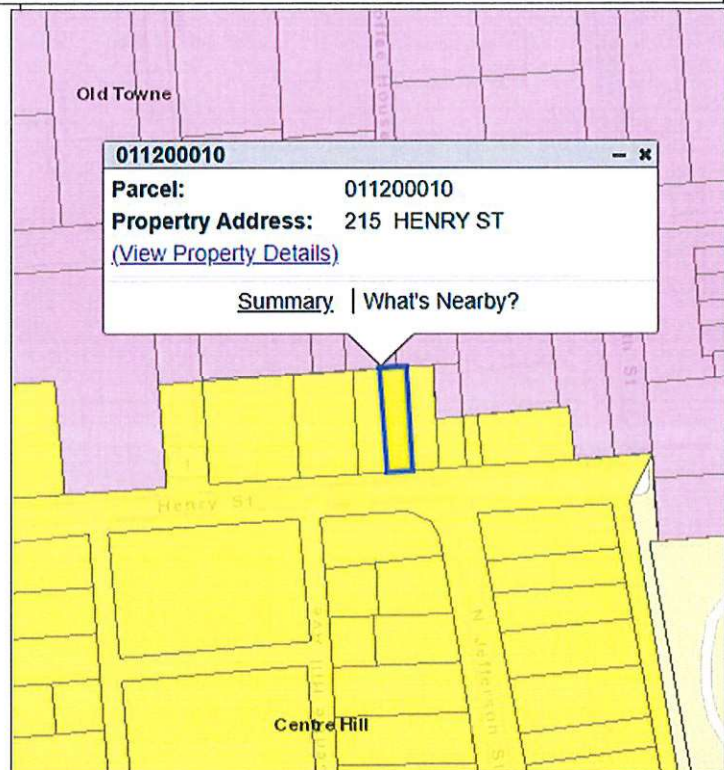 Old Towne
011200010
Parcel: 011200010
Propertry Address: 215 HENRY ST
(View Property Details)
Summary | What's Nearby?
Henry St
Centre Hill
N Jefferson St